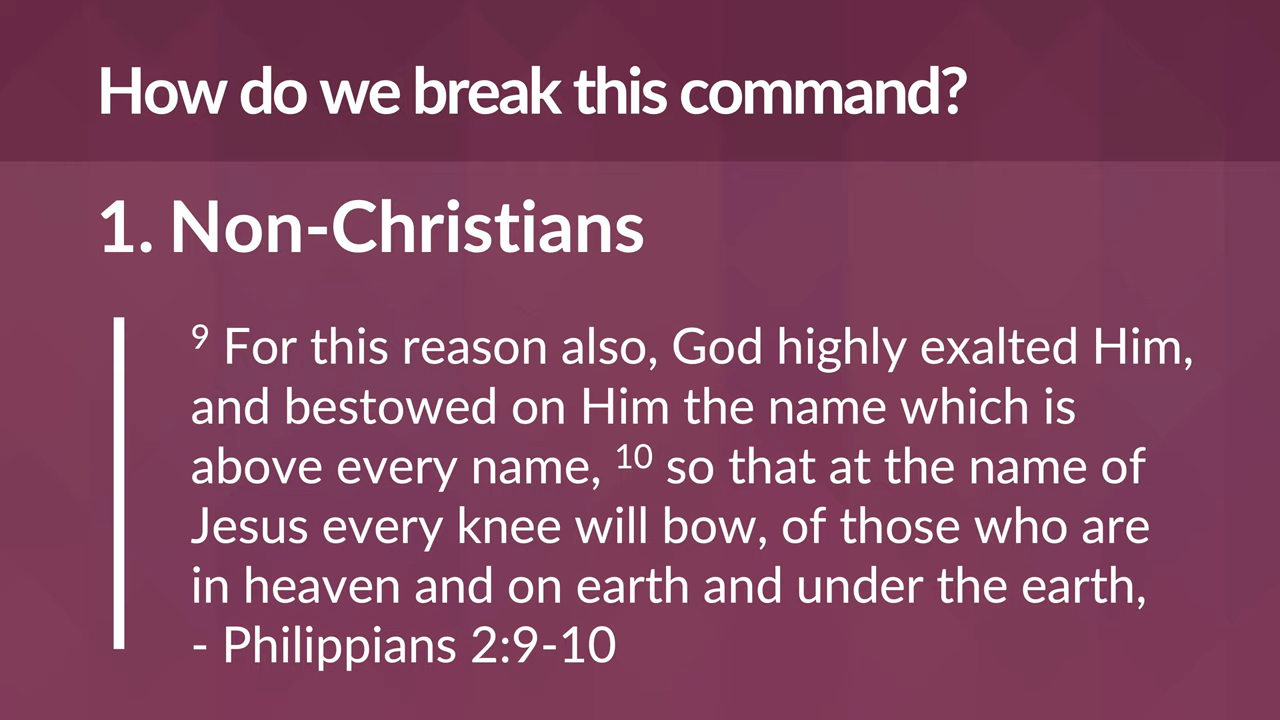 How do we break this command?
1. Non-Christians
9 For this reason also, God highly exalted Him,
and bestowed on Him the name which is
above every name, 10 so that at the name of
Jesus every knee will bow, of those who are
in heaven and on earth and under the earth,
- Philippians 2:9-10